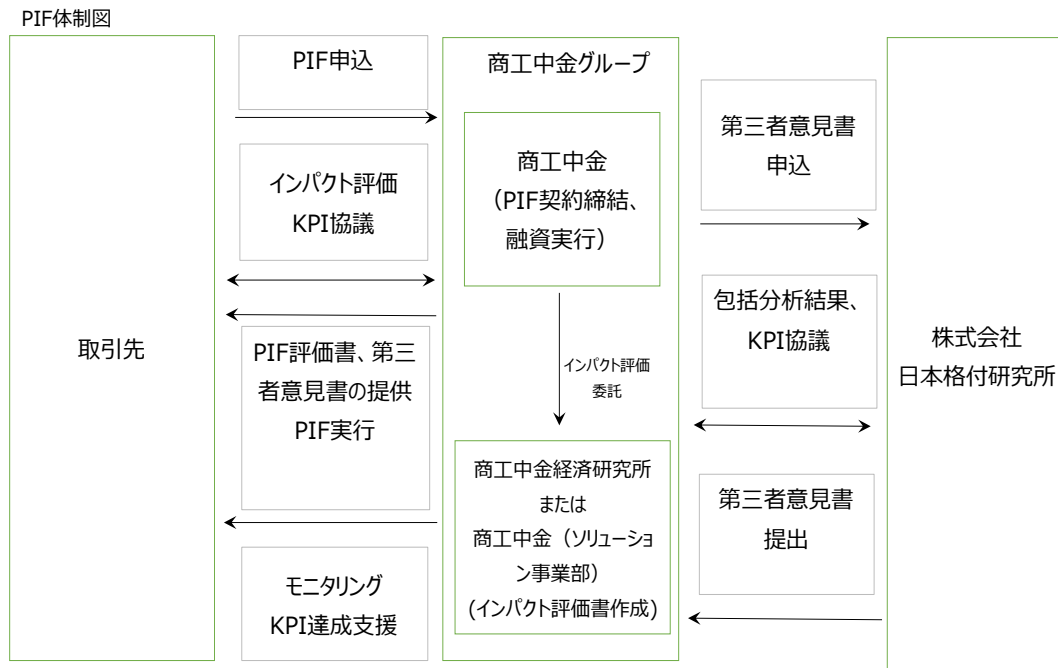 PIF体制図
取引先
PIF申込
インパクト評価
KPI協議
PIF評価書、第三
者意見書の提供
PIF実行
モニタリング
KPI達成支援
商工中金グループ
商工中金
（PIF契約締結、
融資実行）
インパクト評価
委託
商工中金経済研究所
または
商工中金（ソリューショ
ン事業部）
(インパクト評価書作成)
第三者意見書
申込
包括分析結果、
KPI協議
第三者意見書
提出
株式会社
日本格付研究所